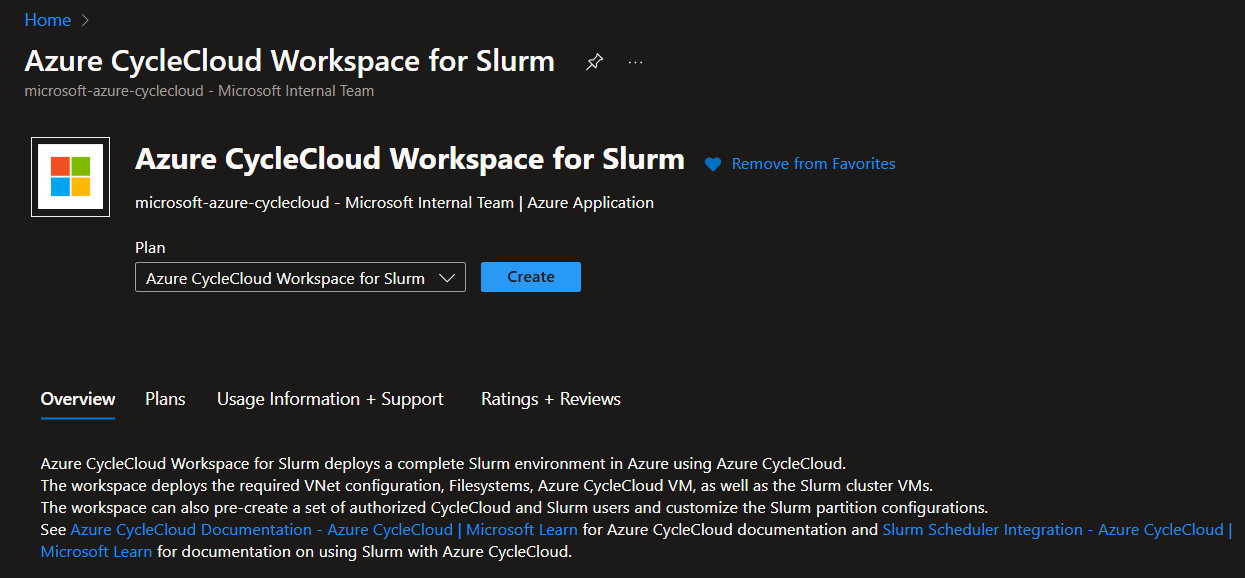 Home
Azure CycleCloud Workspace for Slurm
microsoft-azure-cyclecloud - Microsoft Internal Team
Azure CycleCloud Workspace for Slurm
Remove from Favorites
microsoft-azure-cyclecloud - Microsoft Internal Team | Azure Application
Plan
Azure CycleCloud Workspace for Slurm
Create
Overview Plans Usage Information + Support Ratings + Reviews
Azure CycleCloud Workspace for Slurm deploys a complete Slurm environment in Azure using Azure CycleCloud.
The workspace deploys the required VNet configuration, Filesystems, Azure CycleCloud VM, as well as the Slurm cluster VMs.
The workspace can also pre-create a set of authorized CycleCloud and Slurm users and customize the Slurm partition configurations.
See Azure CycleCloud Documentation - Azure CycleCloud | Microsoft Learn for Azure CycleCloud documentation and Slurm Scheduler Integration - Azure CycleCloud |
Microsoft Learn for documentation on using Slurm with Azure CycleCloud.